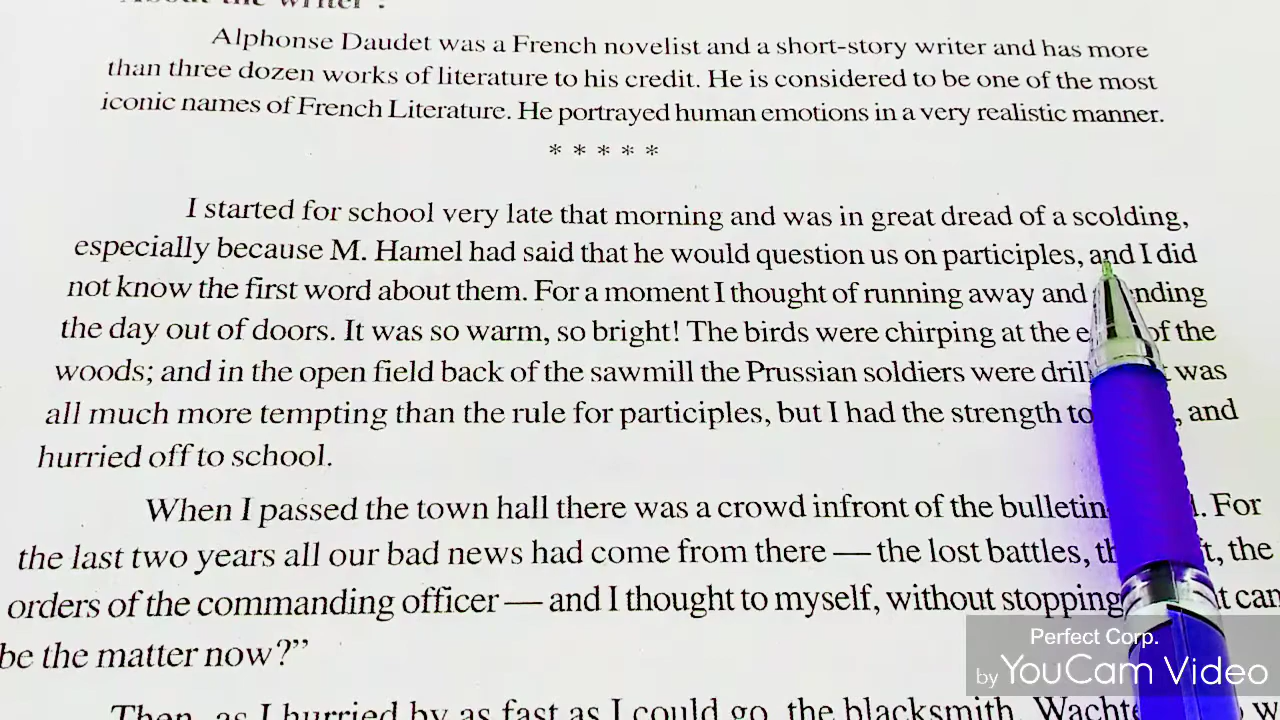 About the writer :
Alphonse Daudet was a French novelist and a short-story writer and has more
than three dozen works of literature to his credit. He is considered to be one of the most
iconic names of French Literature. He portrayed human emotions in a very realistic manner.
* * * * *
I started for school very late that morning and was in great dread of a scolding,
especially because M. Hamel had said that he would question us on participles, and I did
not know the first word about them. For a moment I thought of running away and
the day out of doors. It was so warm, so bright! The birds were chirping at the of the
woods; and in the open field back of the sawmill the Prussian soldiers were was
all much more tempting than the rule for participles, but I had the strength to , and
hurried off to school.
When I passed the town hall there was a crowd infront of the bulletin For
the last two years all our bad news had come from there — the lost battles, the
orders of the commanding officer — and I thought to myself, without stopping can
be the matter now?”
Then, as I hurried by as fast as I could go, the blacksmith,
Perfect Corp.
by YouCam Video